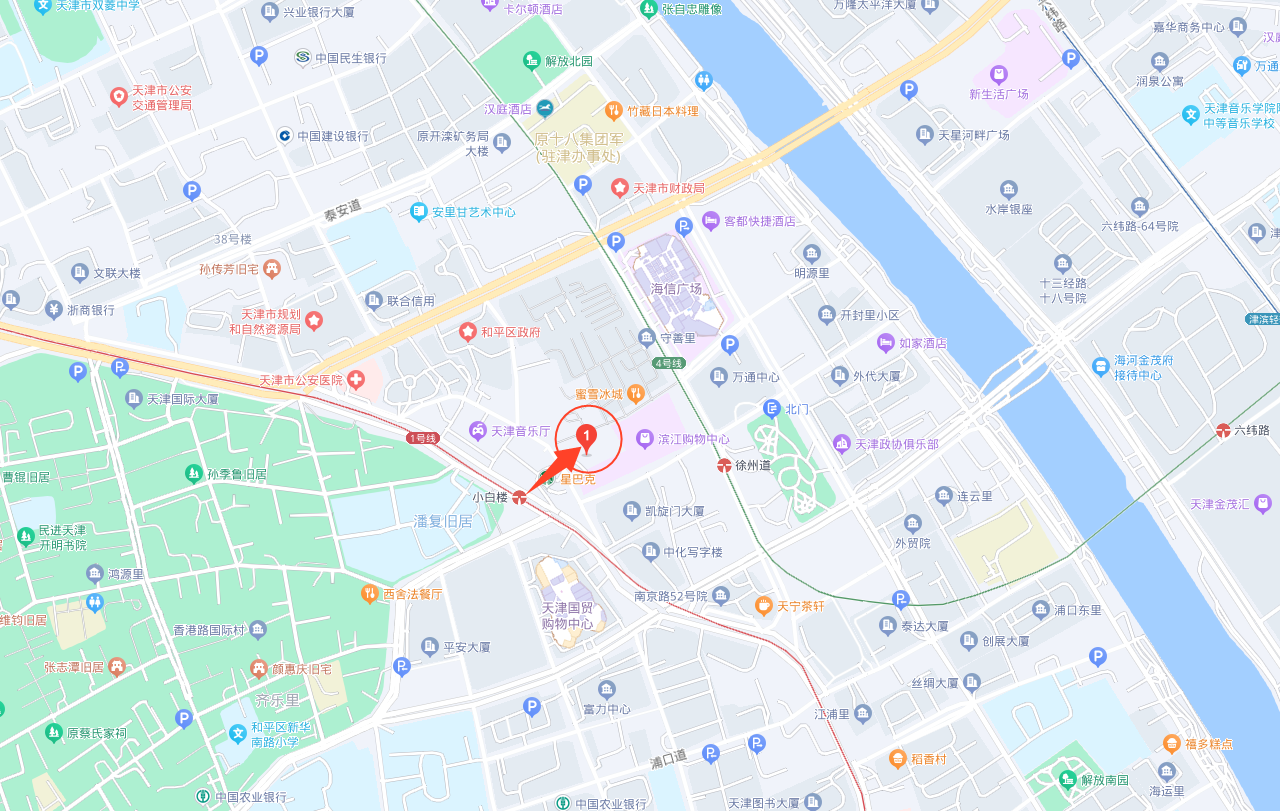 天津市双菱中学
兴业银行大厦
卡尔顿酒店
张自忠雕像
万隆太平洋大厦
六纬路
嘉华商务中心
汉庭
中国民生银行
解放北园
润泉公寓
万通
天津市公安
交通管理局
新生活广场
汉庭酒店
竹藏日本料理
天津音乐学院附
中等音乐学校
中国建设银行
原开滦矿务局
大楼
原十八集团军
(驻津办事处)
天星河畔广场
天津市财政局
泰安道
安里甘艺术中心
客都快捷酒店
水岸银座
六纬路-64号院
38号楼
孙传芳旧宅
文联大楼
明源里
海信广场
十三经路
十八号院
浙商银行
联合信用
天津市规划
和自然资源局
和平区政府
守善里
开封里小区
津滨轻
如家酒店
4号线
天津市公安医院
蜜雪冰城
万通中心
外代大厦
海河金茂府
接待中心
天津国际大厦
北门
1号线
天津音乐厅
1
滨江购物中心
天津政协俱乐部
六纬路
徐州道
曹锟旧居
孙季鲁旧居
星巴克
小白楼
连云里
天津金茂汇
潘复旧居
凯旋门大厦
民进天津
开明书院
外贸院
中化写字楼
鸿源里
西舍法餐厅
南京路52号院
天宁茶轩
天津国贸
购物中心
浦口东里
维钧旧居
香港路国际村
泰达大厦
创展大厦
平安大厦
张志潭旧居
颜惠庆旧宅
丝绸大厦
齐乐里
富力中心
江浦里
原蔡氏家祠
和平区新华
南路小学
浦口道
稻香村
禧多糕点
解放南园
海运里
中国农业银行
中国农业银行
天津图书大厦